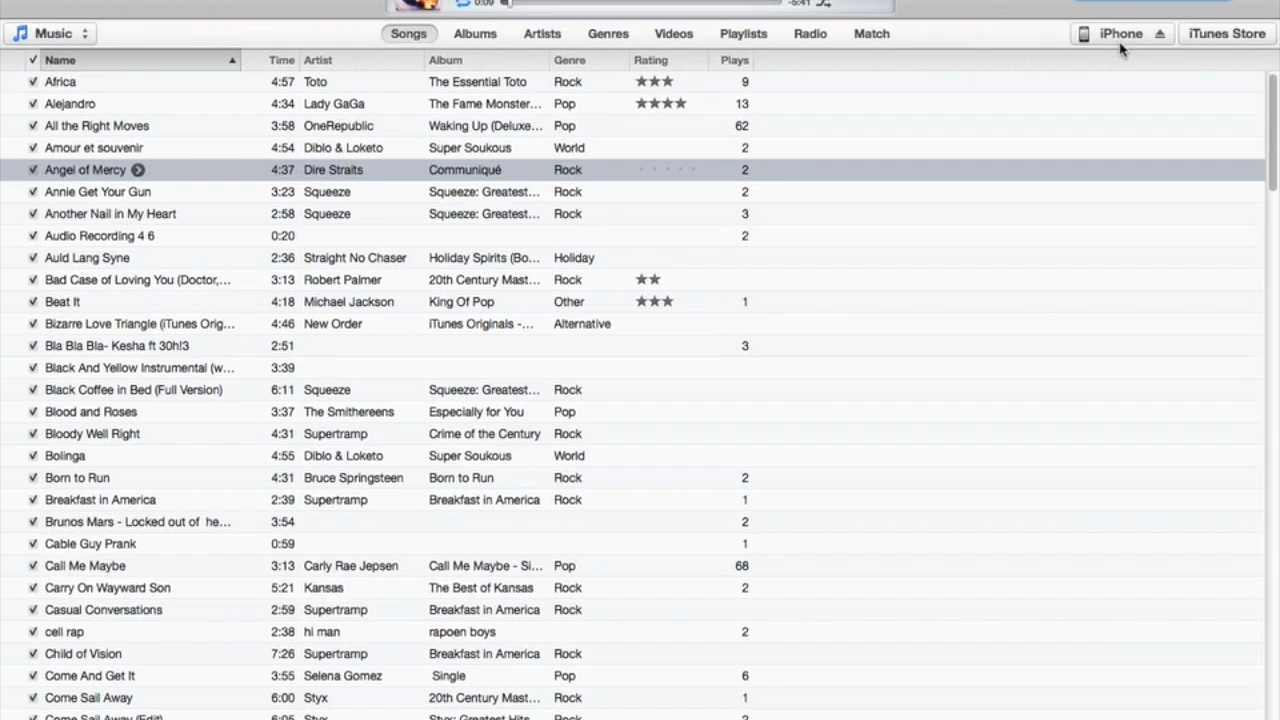 0:09 -5:41
Music Songs Albums Artists Genres Videos Playlists Radio Match iPhone iTunes Store
Name Time Artist Album Genre Rating Plays
Africa 4:57 Toto The Essential Toto Rock ★★★ 9
Alejandro 4:34 Lady GaGa The Fame Monster... Pop ★★★★ 13
All the Right Moves 3:58 OneRepublic Waking Up (Deluxe... Pop 62
Amour et souvenir 4:54 Diblo & Loketo Super Soukous World 2
Angel of Mercy 4:37 Dire Straits Communiqué Rock · · · · · 2
Annie Get Your Gun 3:23 Squeeze Squeeze: Greatest... Rock 2
Another Nail in My Heart 2:58 Squeeze Squeeze: Greatest... Rock 3
Audio Recording 4 6 0:20 2
Auld Lang Syne 2:36 Straight No Chaser Holiday Spirits (Bo... Holiday
Bad Case of Loving You (Doctor,... 3:13 Robert Palmer 20th Century Mast... Rock ★★
Beat It 4:18 Michael Jackson King Of Pop Other ★★★ 1
Bizarre Love Triangle (iTunes Orig... 4:46 New Order iTunes Originals -... Alternative
Bla Bla Bla- Kesha ft 30h!3 2:51 3
Black And Yellow Instrumental (w... 3:39
Black Coffee in Bed (Full Version) 6:11 Squeeze Squeeze: Greatest... Rock
Blood and Roses 3:37 The Smithereens Especially for You Pop
Bloody Well Right 4:31 Supertramp Crime of the Century Rock
Bolinga 4:55 Diblo & Loketo Super Soukous World
Born to Run 4:31 Bruce Springsteen Born to Run Rock 2
Breakfast in America 2:39 Supertramp Breakfast in America Rock 1
Brunos Mars - Locked out of he... 3:54 2
Cable Guy Prank 0:59 1
Call Me Maybe 3:13 Carly Rae Jepsen Call Me Maybe - Si... Pop 68
Carry On Wayward Son 5:21 Kansas The Best of Kansas Rock 2
Casual Conversations 2:59 Supertramp Breakfast in America Rock
cell rap 2:38 hi man rapoen boys 2
Child of Vision 7:26 Supertramp Breakfast in America Rock
Come And Get It 3:55 Selena Gomez Single Pop 6
Come Sail Away 6:00 Styx 20th Century Mast... Rock 1
Come Sail Away (Edit) 6:05 Styx Styx: Greatest Hits Rock 2